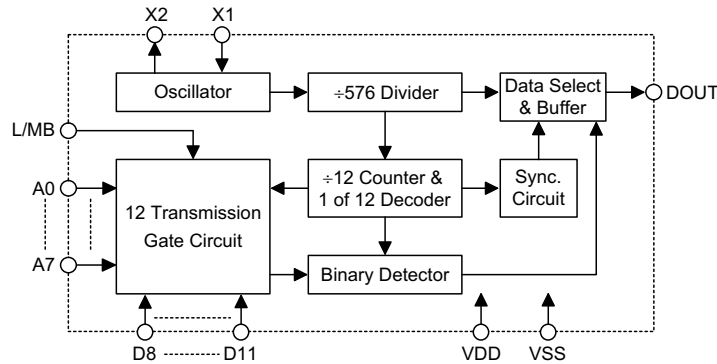 X2 X1
Oscillator
÷576 Divider
Data Select
& Buffer
DOUT
L/MB
A0
12 Transmission
Gate Circuit
÷12 Counter &
1 of 12 Decoder
Sync.
Circuit
A7
Binary Detector
D8 D11 VDD VSS